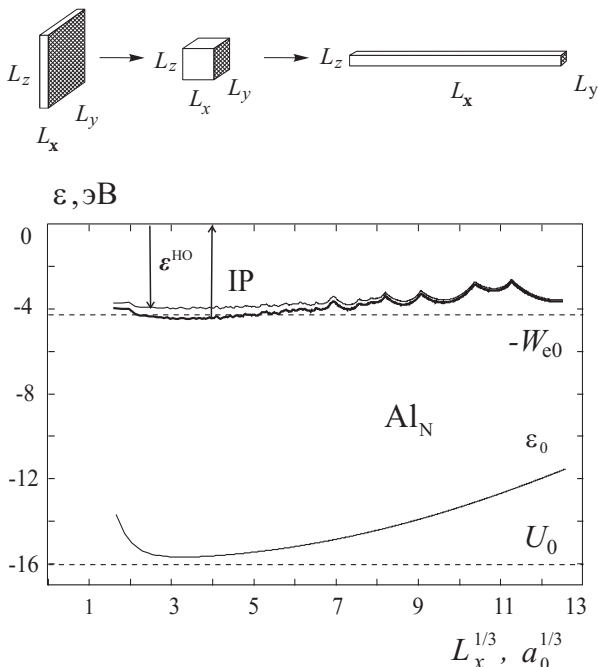 L_z L_y L_x
L_z L_x L_y
L_z L_x L_y
ε, эВ
0
-4
-8
-12
-16
ε^HO
IP
-W_e0
Al_N
ε_0
U_0
1 3 5 7 9 11 13
L_x^1/3, a_0^1/3